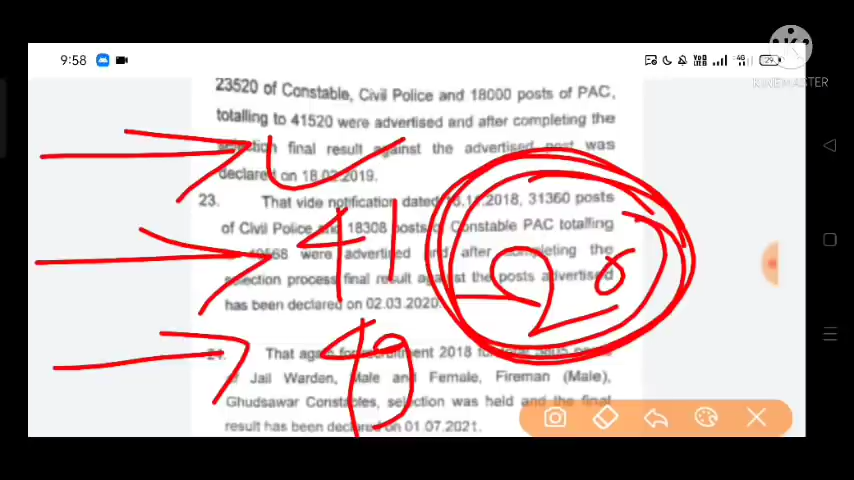 9:58
KINEMASTER
23520 of Constable, Civil Police and 18000 posts of PAC,
totalling to 41520 were advertised and after completing the
selection final result against the advertised post was
declared on 18.02.2019.
23. That vide notification dated 2018, 31360 posts
of Civil Police and 18308 posts of Constable PAC totalling
49568 were advertised and after completing the
selection process final result against the posts advertised
has been declared on 02.03.2020.
41
20
24. That again for recruitment 2018
Jail Warden, Male and Female, Fireman (Male),
Ghudsawar Constables, selection was held and the final
result has been declared on 01.07.2021.
49